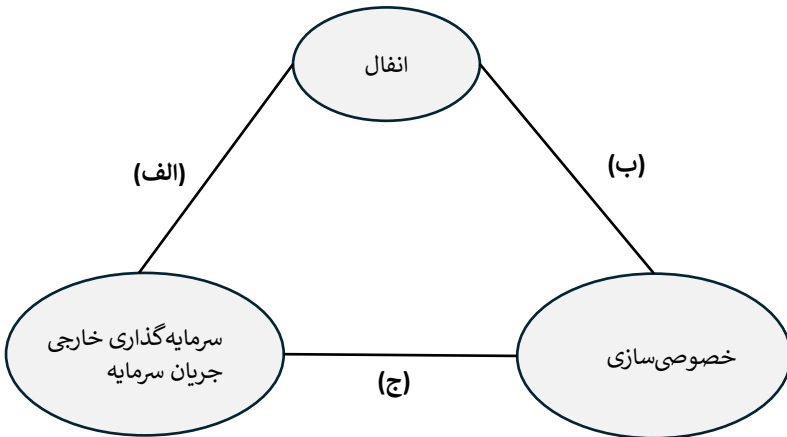 انفال
(ب)
(الف)
سرمایه‌گذاری خارجی
جریان سرمایه
خصوصی‌سازی
(ج)